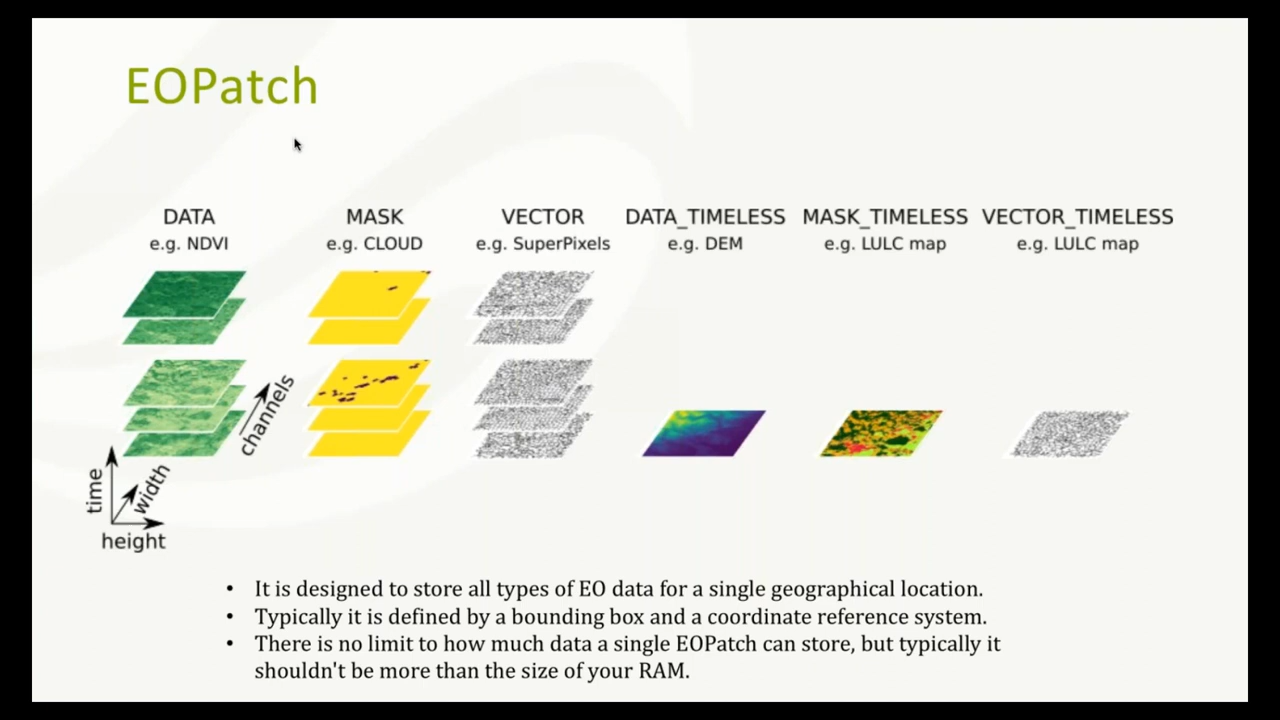 EOPatch
DATA
e.g. NDVI
MASK
e.g. CLOUD
VECTOR
e.g. SuperPixels
DATA_TIMELESS
e.g. DEM
MASK_TIMELESS
e.g. LULC map
VECTOR_TIMELESS
e.g. LULC map
channels
time
width
height
• It is designed to store all types of EO data for a single geographical location.
• Typically it is defined by a bounding box and a coordinate reference system.
• There is no limit to how much data a single EOPatch can store, but typically it
shouldn't be more than the size of your RAM.